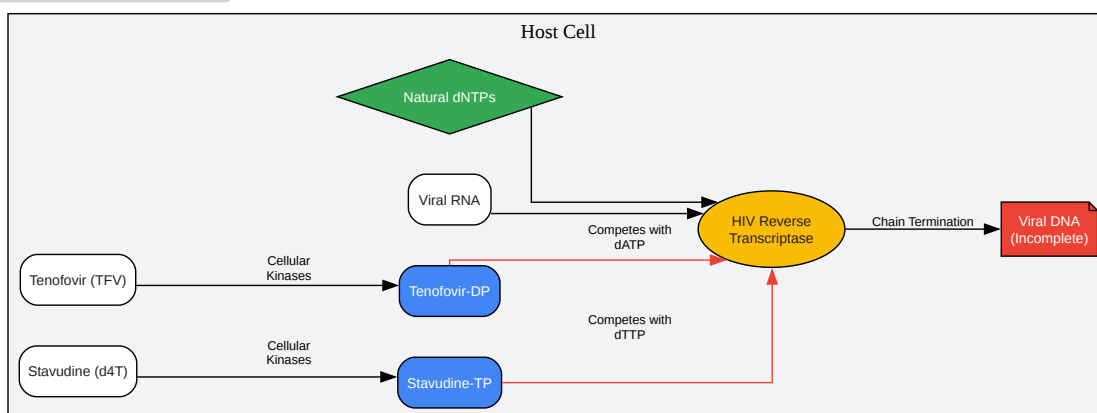 Host Cell
Natural dNTPs
Viral RNA
HIV Reverse
Transcriptase
Chain Termination
Viral DNA
(Incomplete)
Competes with
dATP
Tenofovir (TFV)
Cellular
Kinases
Tenofovir-DP
Competes with
dTTP
Stavudine (d4T)
Cellular
Kinases
Stavudine-TP